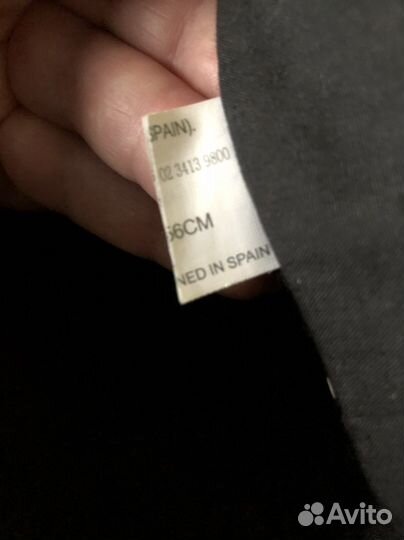 SPAIN).
02 3413 9800
56CM
NED IN SPAIN
Avito